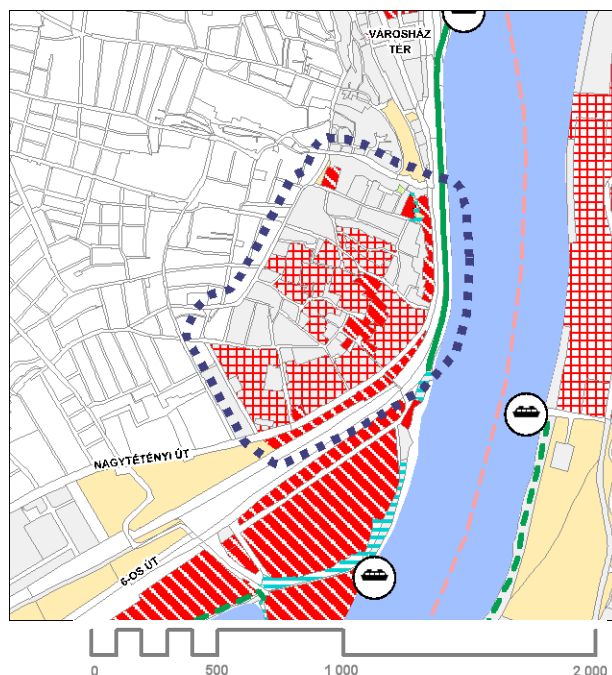 VÁROSHÁZ
TÉR
NAGYTÉTÉNYI ÚT
6-OS ÚT
0 500 1 000 2 000